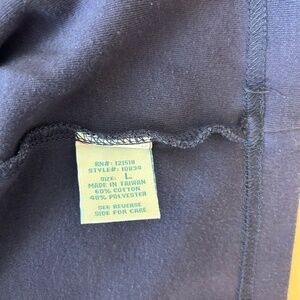 RN#: 121518
STYLE#: 10834
SIZE: L
MADE IN TAIWAN
60% COTTON
40% POLYESTER
SEE REVERSE
SIDE FOR CARE